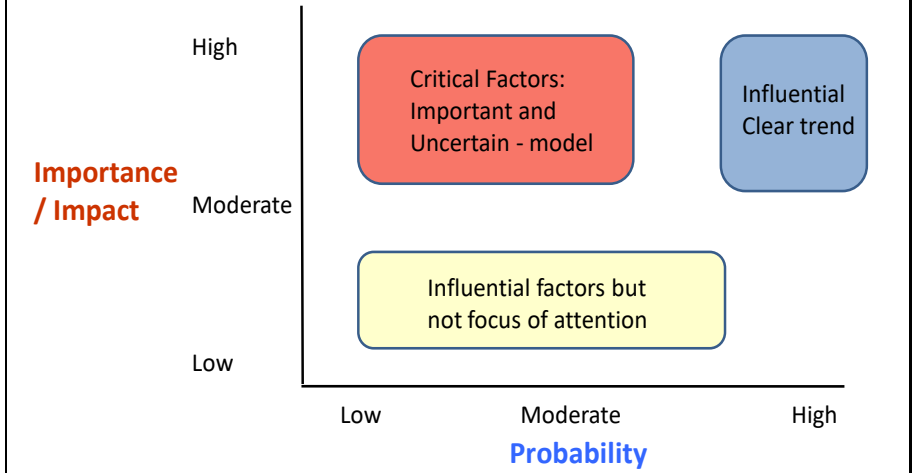 High
Critical Factors:
Important and
Uncertain - model
Influential
Clear trend
Importance
/ Impact
Moderate
Influential factors but
not focus of attention
Low
Low
Moderate
High
Probability